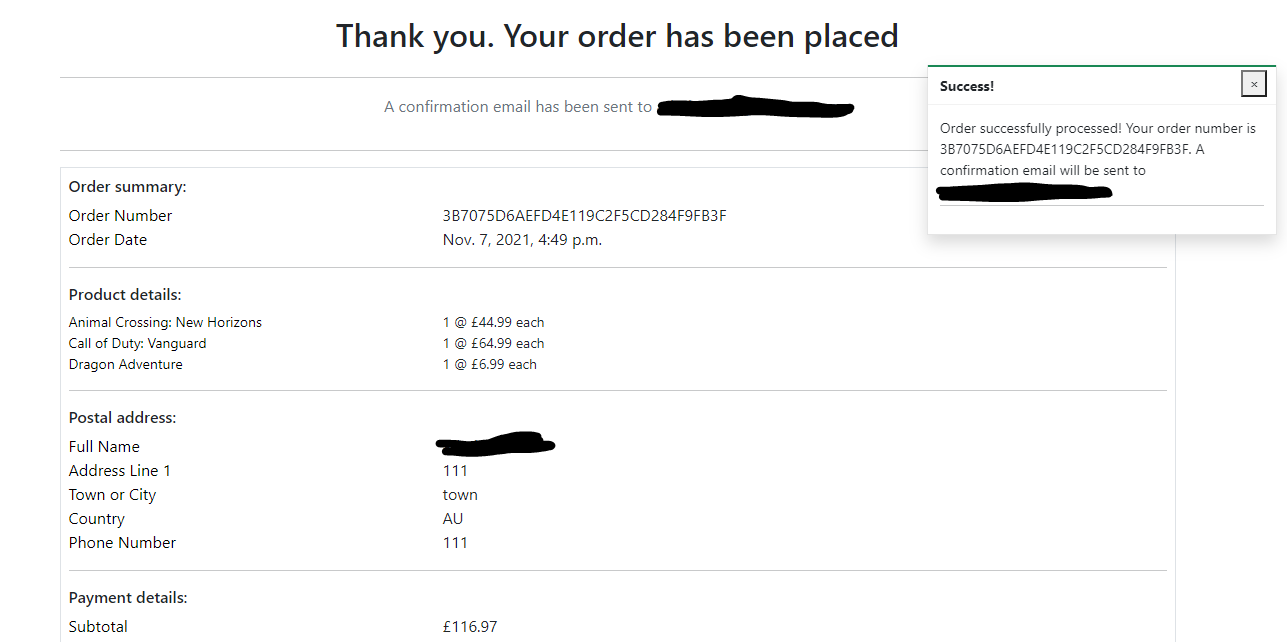 Thank you. Your order has been placed
A confirmation email has been sent to
Success!
×
Order successfully processed! Your order number is
3B7075D6AEFD4E119C2F5CD284F9FB3F. A
confirmation email will be sent to
Order summary:
Order Number 3B7075D6AEFD4E119C2F5CD284F9FB3F
Order Date Nov. 7, 2021, 4:49 p.m.
Product details:
Animal Crossing: New Horizons 1 @ £44.99 each
Call of Duty: Vanguard 1 @ £64.99 each
Dragon Adventure 1 @ £6.99 each
Postal address:
Full Name
Address Line 1 111
Town or City town
Country AU
Phone Number 111
Payment details:
Subtotal £116.97